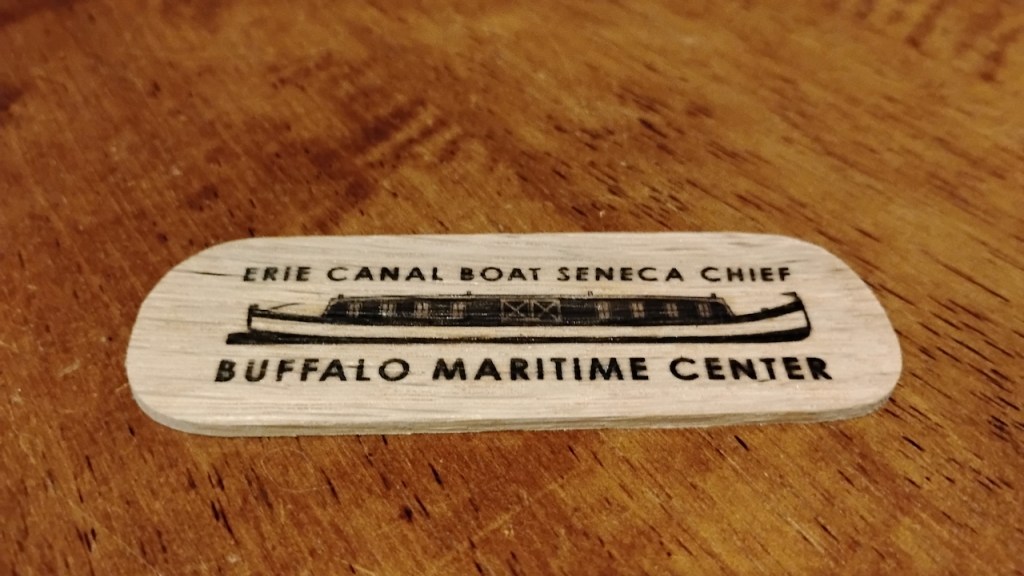 ERIE CANAL BOAT SENECA CHIEF
BUFFALO MARITIME CENTER